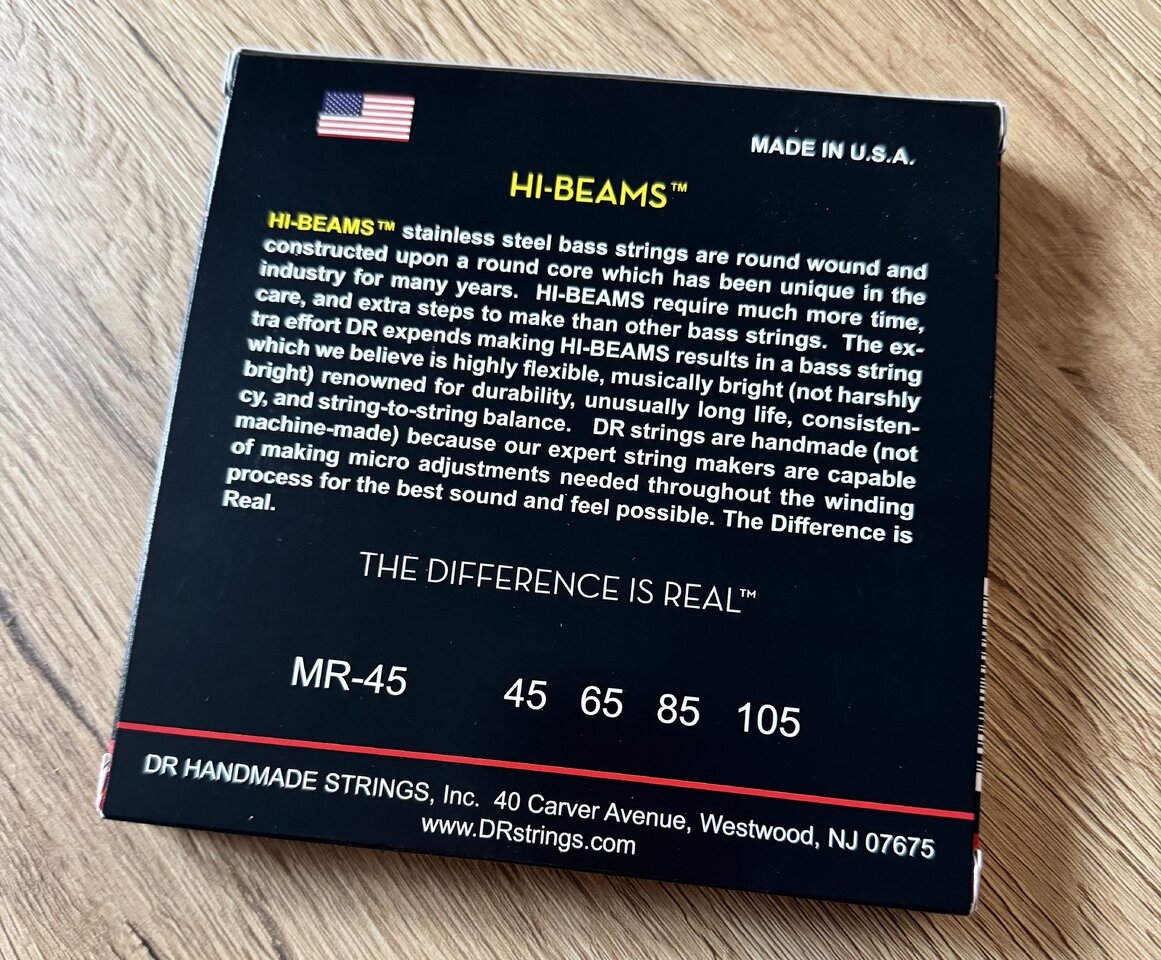 MADE IN U.S.A.
HI-BEAMS™
HI-BEAMS™ stainless steel bass strings are round wound and
constructed upon a round core which has been unique in the
industry for many years. HI-BEAMS require much more time,
care, and extra steps to make than other bass strings. The ex-
tra effort DR expends making HI-BEAMS results in a bass string
which we believe is highly flexible, musically bright (not harshly
bright) renowned for durability, unusually long life, consisten-
cy, and string-to-string balance. DR strings are handmade (not
machine-made) because our expert string makers are capable
of making micro adjustments needed throughout the winding
process for the best sound and feel possible. The Difference is
Real.
THE DIFFERENCE IS REAL™
MR-45 45 65 85 105
DR HANDMADE STRINGS, Inc. 40 Carver Avenue, Westwood, NJ 07675
www.DRstrings.com